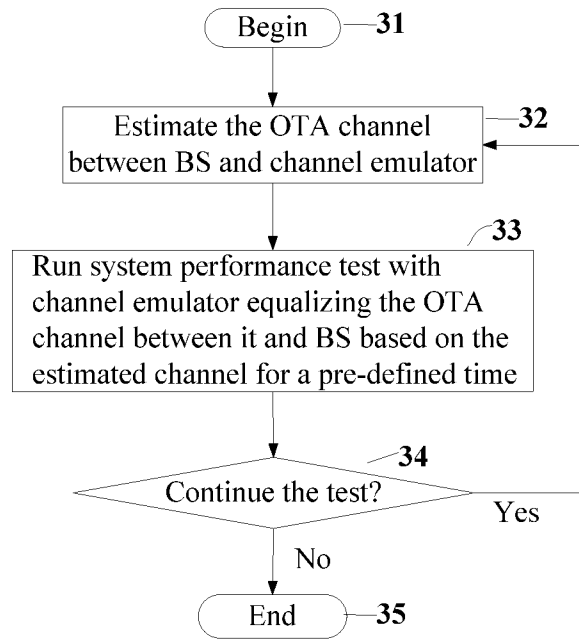 Begin
31
Estimate the OTA channel
between BS and channel emulator
32
33
Run system performance test with
channel emulator equalizing the OTA
channel between it and BS based on the
estimated channel for a pre-defined time
34
Continue the test?
Yes
No
End
35